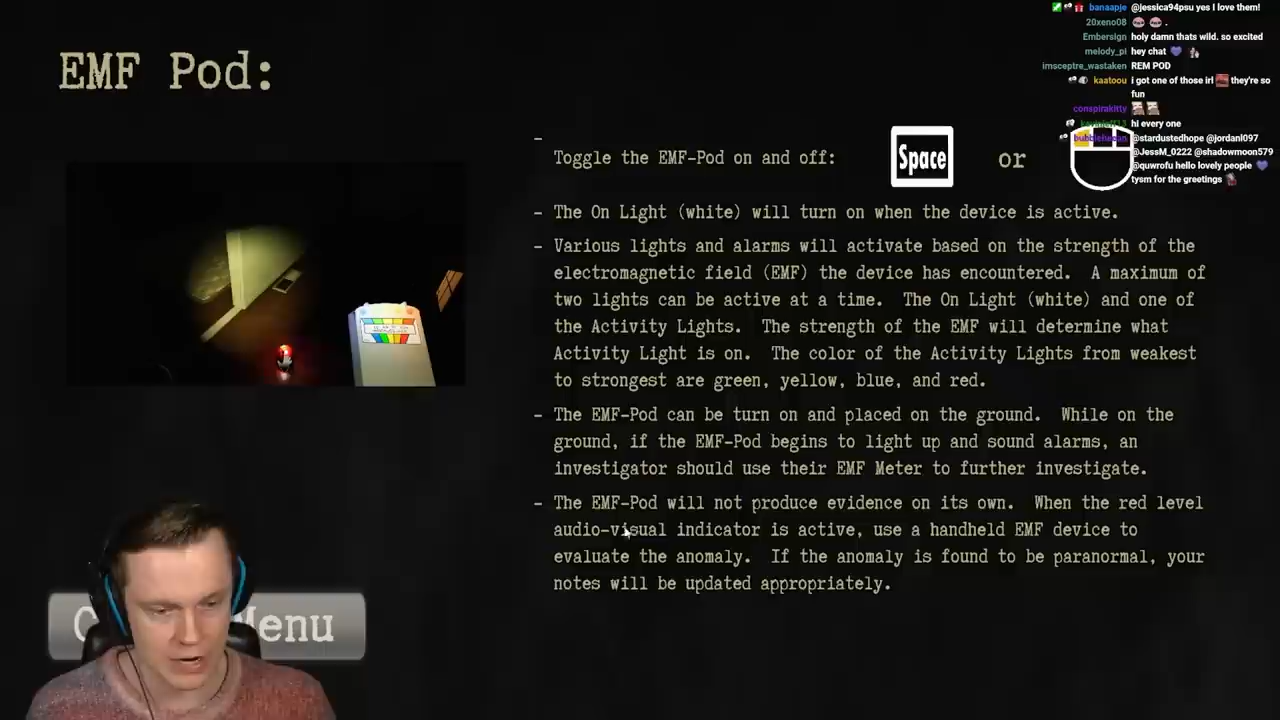 EMF Pod:
-
Toggle the EMF-Pod on and off:
Space
or
- The On Light (white) will turn on when the device is active.
- Various lights and alarms will activate based on the strength of the
electromagnetic field (EMF) the device has encountered. A maximum of
two lights can be active at a time. The On Light (white) and one of
the Activity Lights. The strength of the EMF will determine what
Activity Light is on. The color of the Activity Lights from weakest
to strongest are green, yellow, blue, and red.
- The EMF-Pod can be turn on and placed on the ground. While on the
ground, if the EMF-Pod begins to light up and sound alarms, an
investigator should use their EMF Meter to further investigate.
- The EMF-Pod will not produce evidence on its own. When the red level
audio-visual indicator is active, use a handheld EMF device to
evaluate the anomaly. If the anomaly is found to be paranormal, your
notes will be updated appropriately.
Menu
banaapje @jessica94psu yes I love them!
20xeno08 .
Embersign holy damn thats wild. so excited
melody_pi hey chat
imsceptre_wastaken REM POD
kaatoou i got one of those irl they're so
fun
conspirakitty
hi every one
@stardustedhope @jordanl097
@JessM_0222 @shadowmoon579
@quwrofu hello lovely people
tysm for the greetings